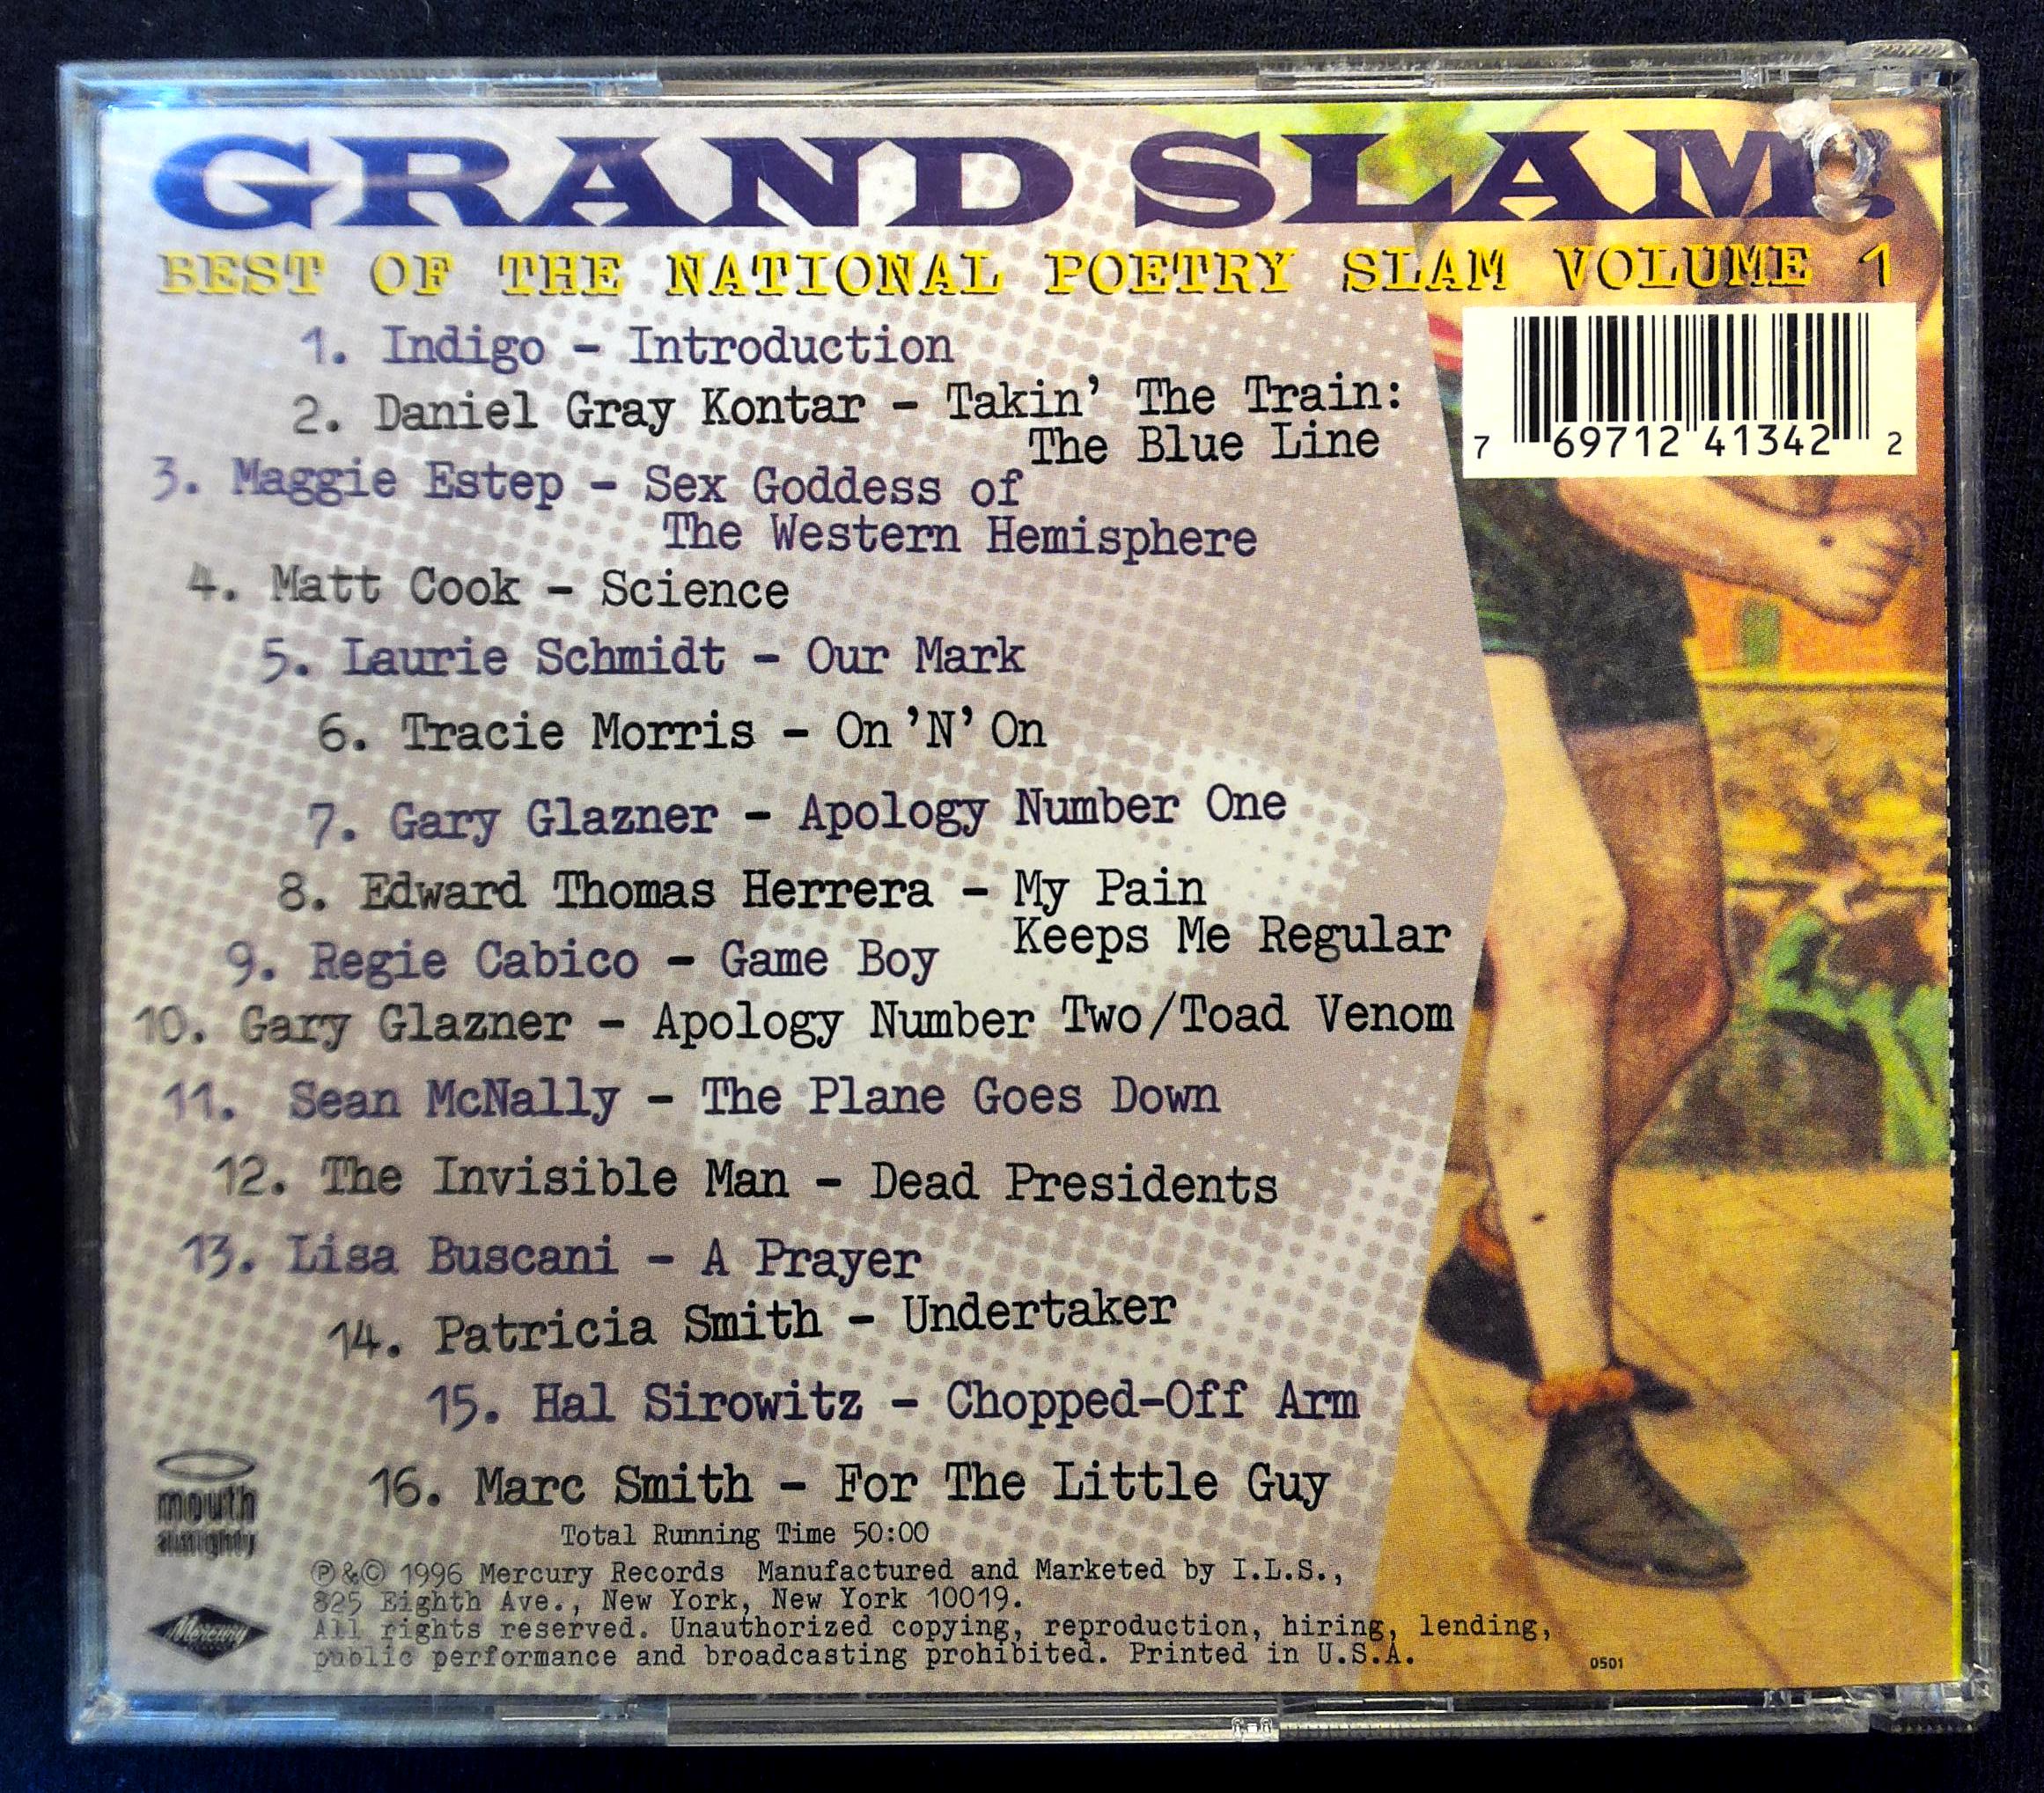 GRAND SLAM!
BEST OF THE NATIONAL POETRY SLAM VOLUME 1
1. Indigo - Introduction
2. Daniel Gray Kontar - Takin' The Train:
The Blue Line
3. Maggie Estep - Sex Goddess of
The Western Hemisphere
4. Matt Cook - Science
5. Laurie Schmidt - Our Mark
6. Tracie Morris - On 'N' On
7. Gary Glazner - Apology Number One
8. Edward Thomas Herrera - My Pain
Keeps Me Regular
9. Regie Cabico - Game Boy
10. Gary Glazner - Apology Number Two/Toad Venom
11. Sean McNally - The Plane Goes Down
12. The Invisible Man - Dead Presidents
13. Lisa Buscani - A Prayer
14. Patricia Smith - Undertaker
15. Hal Sirowitz - Chopped-Off Arm
16. Marc Smith - For The Little Guy
Total Running Time 50:00
℗&© 1996 Mercury Records Manufactured and Marketed by I.L.S.,
825 Eighth Ave., New York, New York 10019.
All rights reserved. Unauthorized copying, reproduction, hiring, lending,
public performance and broadcasting prohibited. Printed in U.S.A.
0501
mouth
almighty
Mercury
7 69712 41342 2